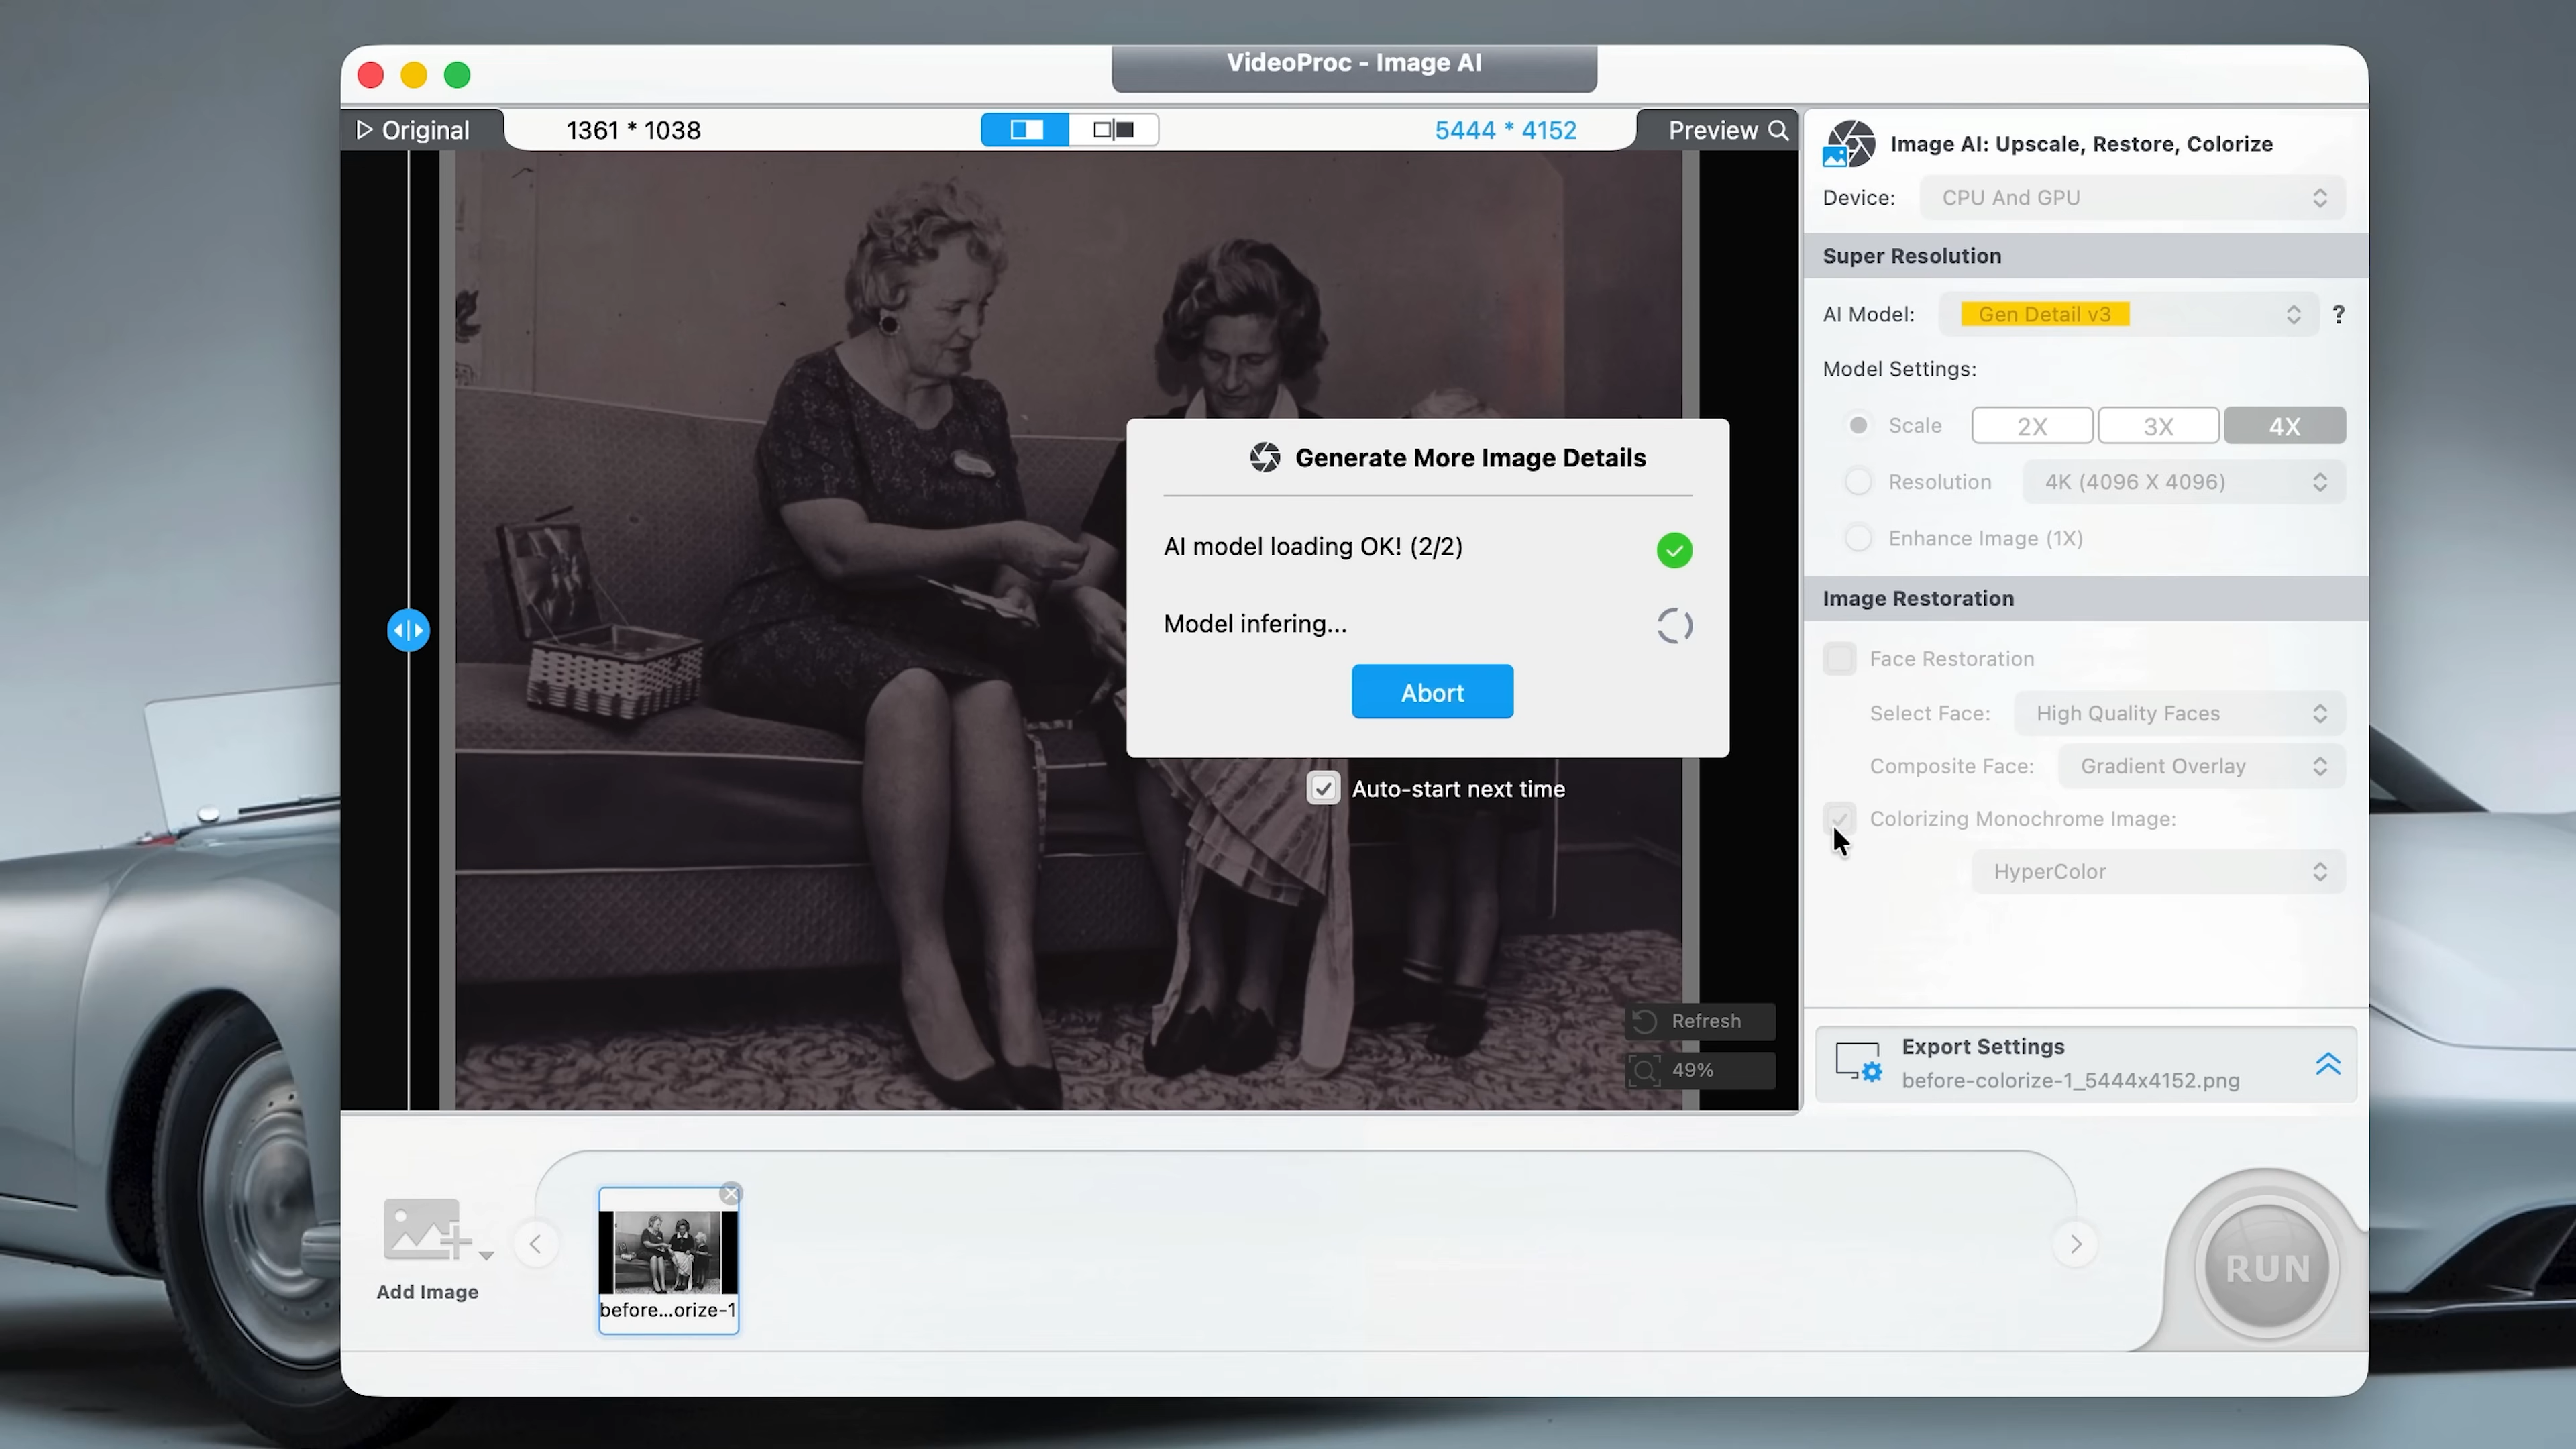 VideoProc - Image AI
Original
1361 * 1038
5444 * 4152
Preview
Image AI: Upscale, Restore, Colorize
Device:
CPU And GPU
Super Resolution
AI Model:
Gen Detail v3
?
Model Settings:
Scale
2X
3X
4X
Resolution
4K (4096 X 4096)
Enhance Image (1X)
Image Restoration
Face Restoration
Select Face:
High Quality Faces
Composite Face:
Gradient Overlay
Colorizing Monochrome Image:
HyperColor
Generate More Image Details
AI model loading OK! (2/2)
Model infering...
Abort
Auto-start next time
Refresh
49%
Export Settings
before-colorize-1_5444x4152.png
Add Image
before...orize-1
RUN